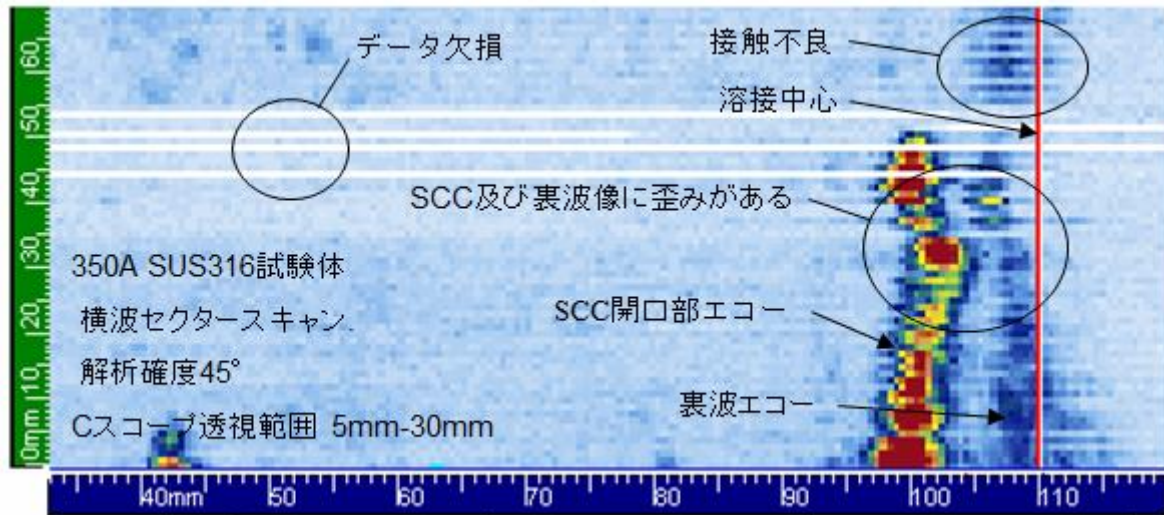 データ欠損
接触不良
溶接中心
SCC及び裏波像に歪みがある
350A SUS316試験体
横波セクタースキャン.
SCC開口部エコー
解析確度45°
裏波エコー
Cスコープ透視範囲 5mm-30mm
60
50
40
30
20
10
0mm
40mm 50 60 70 80 90 100 110